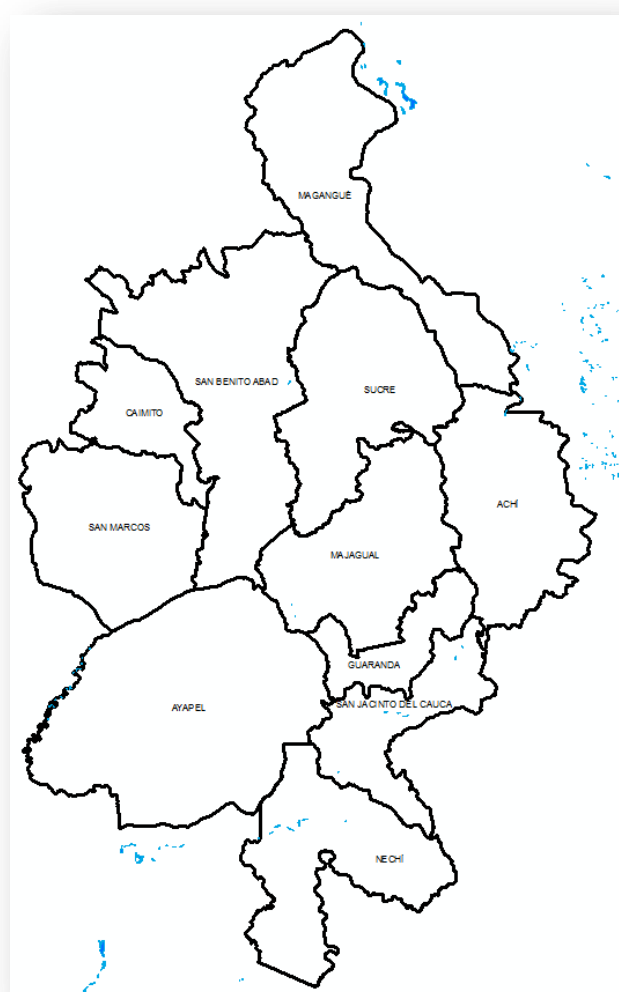 MAGANGUÉ
SAN BENITO ABAD
SUCRE
CAIMITO
ACHÍ
SAN MARCOS
MAJAGUAL
GUARANDA
SAN JACINTO DEL CAUCA
AYAPEL
NECHÍ